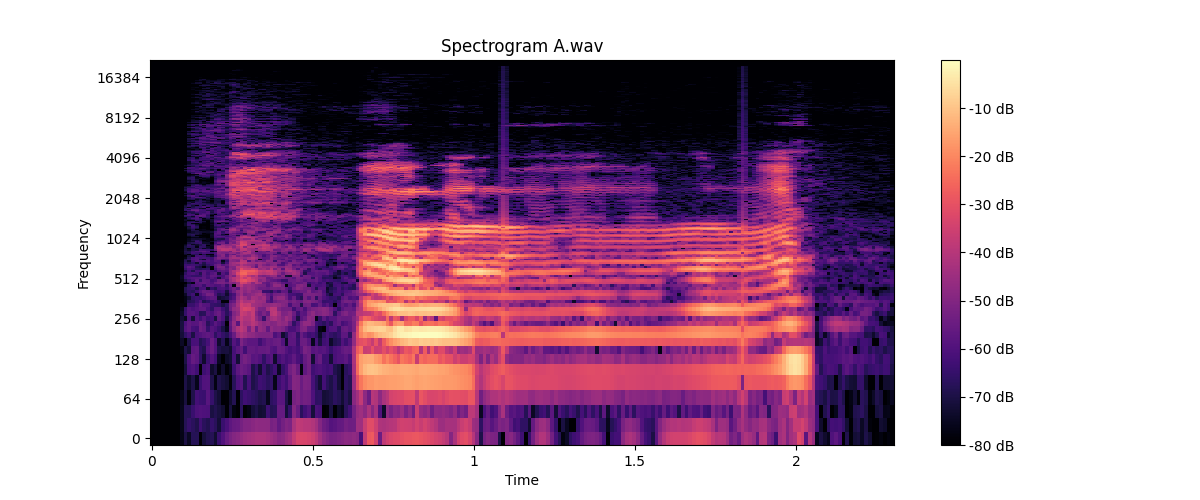 Spectrogram A.wav
Frequency
16384
8192
4096
2048
1024
512
256
128
64
0
0 0.5 1 1.5 2
Time
-10 dB
-20 dB
-30 dB
-40 dB
-50 dB
-60 dB
-70 dB
-80 dB